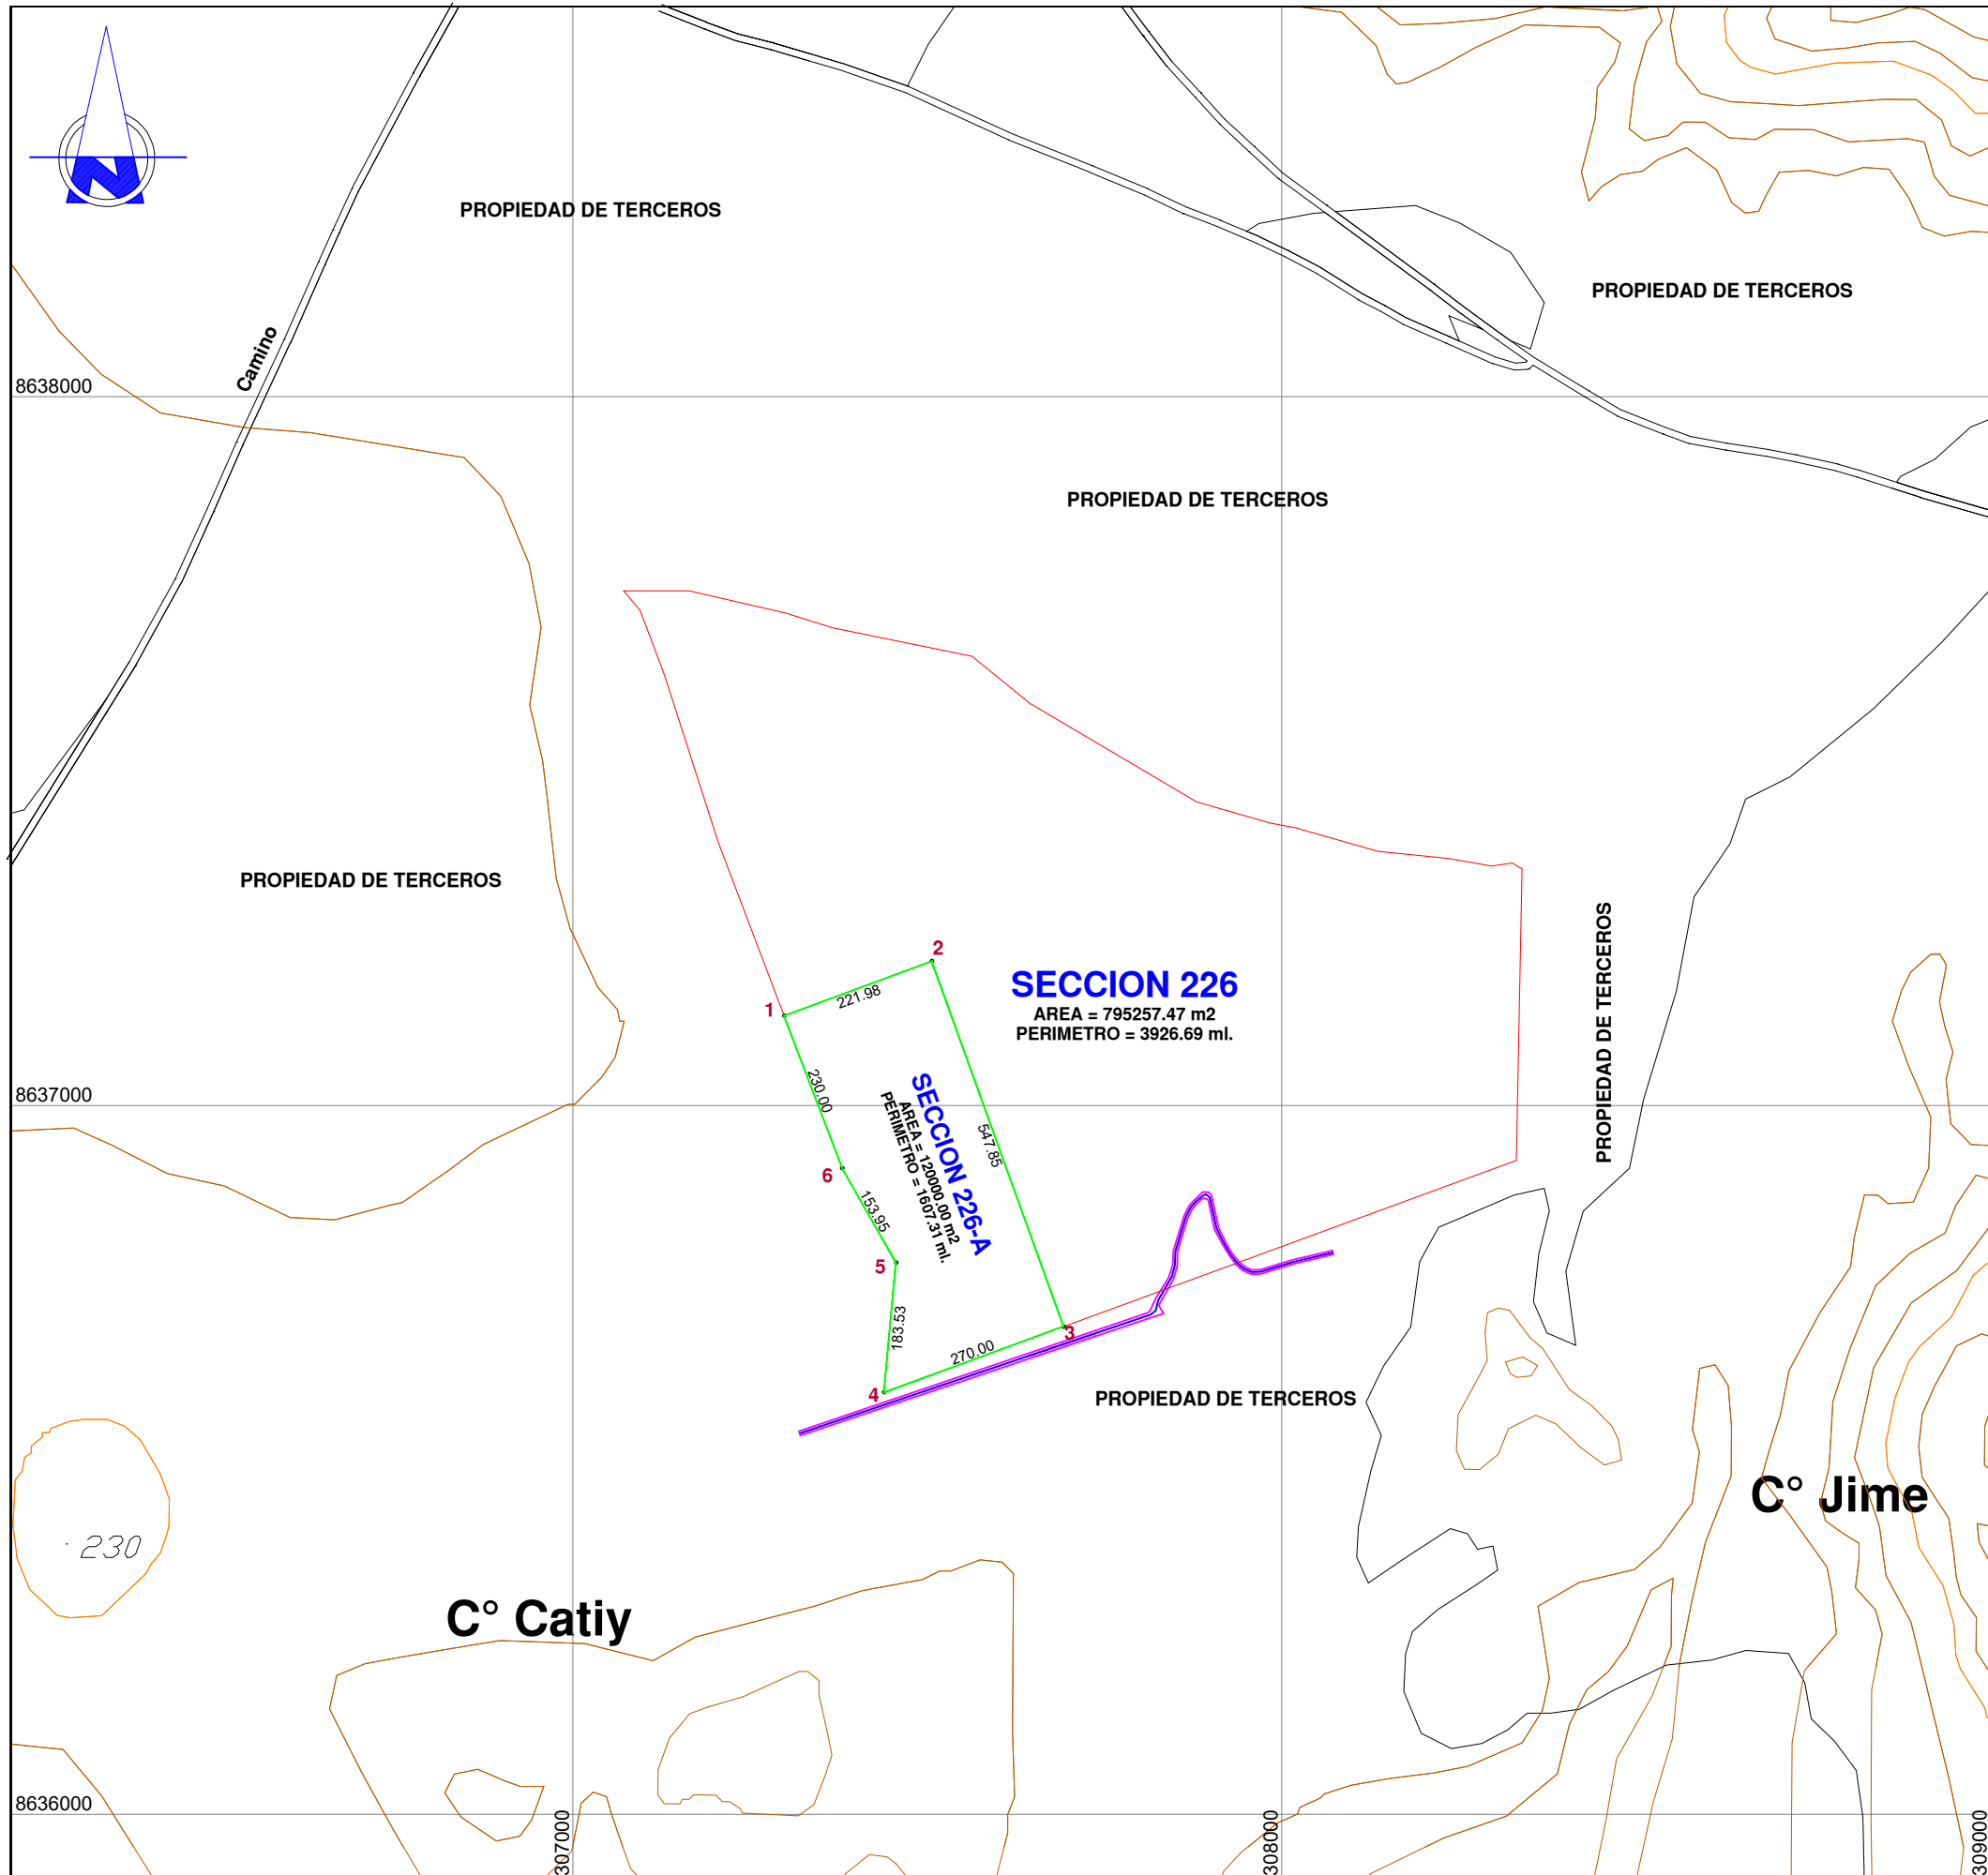 N
PROPIEDAD DE TERCEROS
PROPIEDAD DE TERCEROS
Camino
8638000
PROPIEDAD DE TERCEROS
PROPIEDAD DE TERCEROS
PROPIEDAD DE TERCEROS
2
SECCION 226
AREA = 795257.47 m2
PERIMETRO = 3926.69 ml.
221.98
1
8637000
230.00
SECCION 226-A
AREA = 120000.00 m2
PERIMETRO = 1607.31 ml.
547.85
6
153.95
5
183.53
3
270.00
4
PROPIEDAD DE TERCEROS
C° Jime
230
C° Catiy
8636000
307000
308000
309000